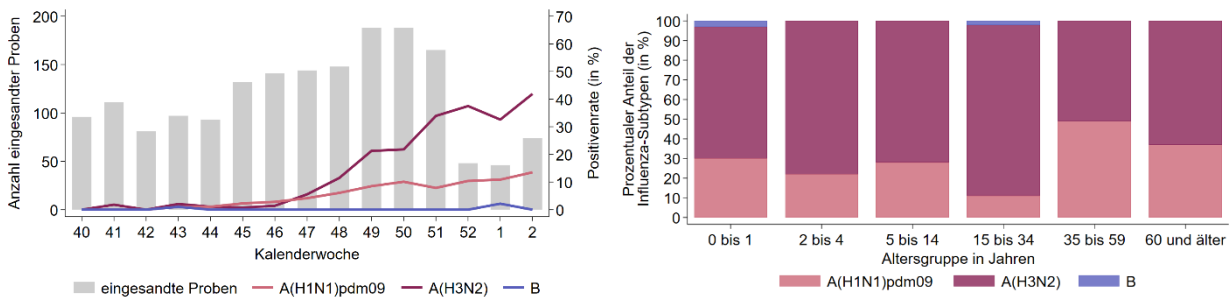 Anzahl eingesandter Proben
200
150
100
50
0
70
60
50
40
30
20
10
0
Positivenrate (in %)
40 41 42 43 44 45 46 47 48 49 50 51 52 1 2
Kalenderwoche
eingesandte Proben A(H1N1)pdm09 A(H3N2) B
Prozentualer Anteil der
Influenza-Subtypen (in %)
100
90
80
70
60
50
40
30
20
10
0
0 bis 1 2 bis 4 5 bis 14 15 bis 34 35 bis 59 60 und älter
Altersgruppe in Jahren
A(H1N1)pdm09 A(H3N2) B